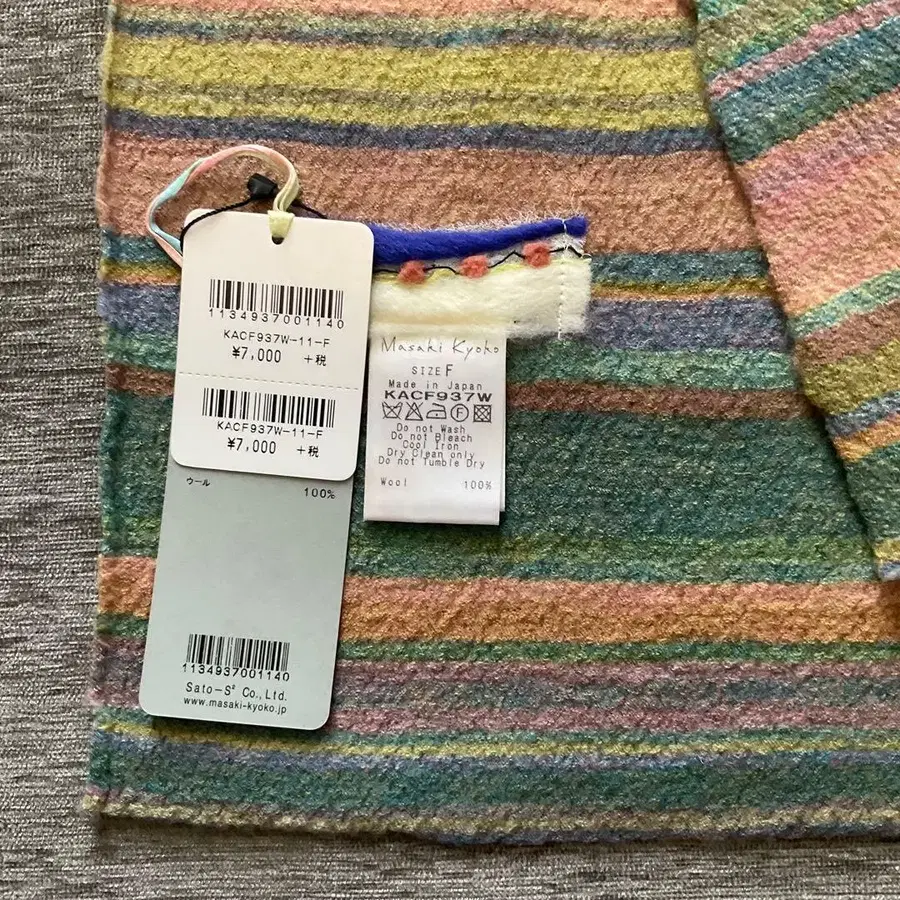 1134937001140
KACF937W-11-F
¥7,000 +税
KACF937W-11-F
¥7,000 +税
ウール
100%
1134937001140
Sato-S² Co., Ltd.
www.masaki-kyoko.jp
Masaki Kyoko
SIZE F
Made in Japan
KACF937W
F
Do not Wash
Do not Bleach
Cool Iron
Dry Clean only
Do not Tumble Dry
Wool 100%